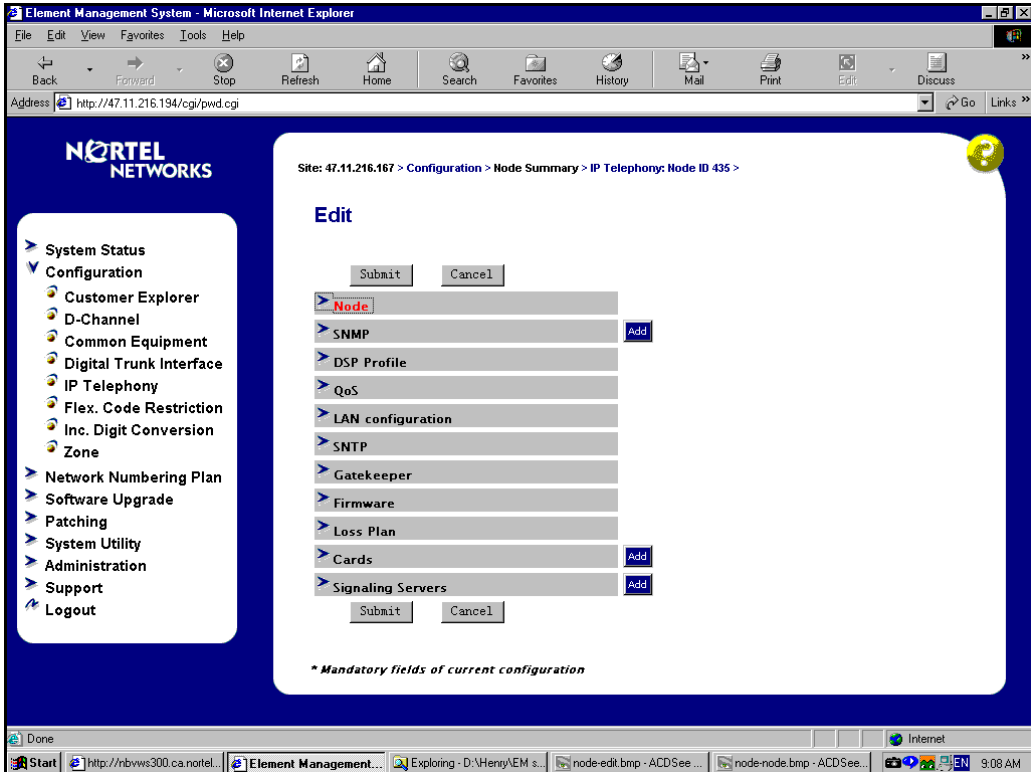 Element Management System - Microsoft Internet Explorer
File Edit View Favorites Tools Help
Back Forward Stop Refresh Home Search Favorites History Mail Print Edit Discuss »
Address http://47.11.216.194/cgi/pwd.cgi Go Links »
NORTEL
NETWORKS
Site: 47.11.216.167 > Configuration > Node Summary > IP Telephony: Node ID 435 >
System Status
Configuration
Customer Explorer
D-Channel
Common Equipment
Digital Trunk Interface
IP Telephony
Flex. Code Restriction
Inc. Digit Conversion
Zone
Network Numbering Plan
Software Upgrade
Patching
System Utility
Administration
Support
Logout
Edit
Submit Cancel
Node
SNMP Add
DSP Profile
QoS
LAN configuration
SNTP
Gatekeeper
Firmware
Loss Plan
Cards Add
Signaling Servers Add
Submit Cancel
* Mandatory fields of current configuration
Done Internet
Start http://nbvws300.ca.nortel... Element Management... Exploring - D:\Henry\EM s... node-edit.bmp - ACDSee ... node-node.bmp - ACDSee... EN 9:08 AM